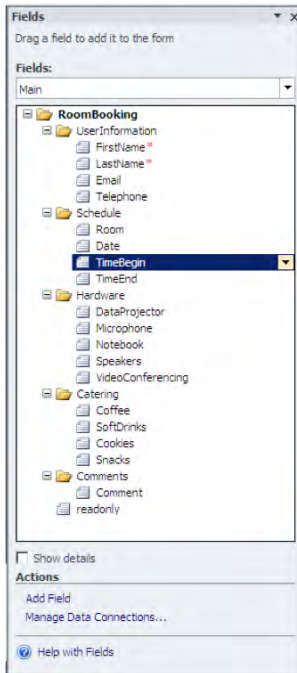 Fields
Drag a field to add it to the form
Fields:
Main
RoomBooking
UserInformation
FirstName *
LastName *
Email
Telephone
Schedule
Room
Date
TimeBegin
TimeEnd
Hardware
DataProjector
Microphone
Notebook
Speakers
VideoConferencing
Catering
Coffee
SoftDrinks
Cookies
Snacks
Comments
Comment
readonly
Show details
Actions
Add Field
Manage Data Connections...
Help with Fields